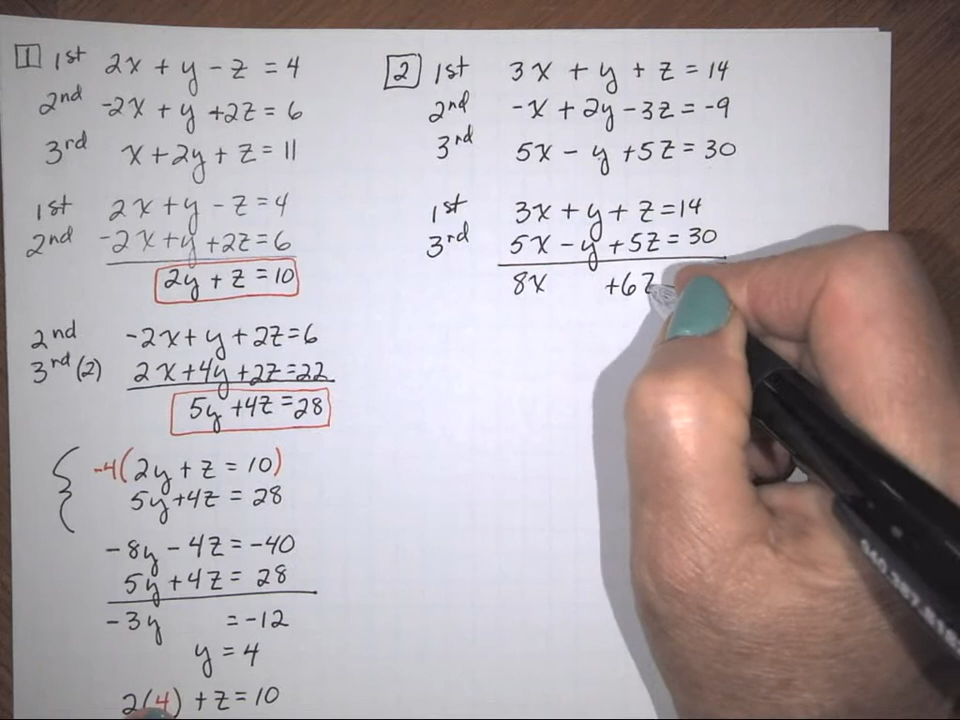 1 1st 2x + y - z = 4
2nd -2x + y + 2z = 6
3rd x + 2y + z = 11
1st 2x + y - z = 4
2nd -2x + y + 2z = 6
2y + z = 10
2nd -2x + y + 2z = 6
3rd (2) 2x + 4y + 2z = 22
5y + 4z = 28
-4(2y + z = 10)
5y + 4z = 28
-8y - 4z = -40
5y + 4z = 28
-3y = -12
y = 4
2(4) + z = 10
2 1st 3x + y + z = 14
2nd -x + 2y - 3z = -9
3rd 5x - y + 5z = 30
1st 3x + y + z = 14
3rd 5x - y + 5z = 30
8x +6z